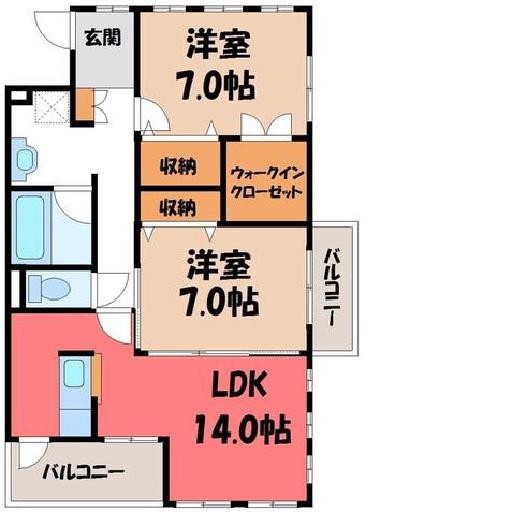 玄関
洋室
7.0帖
収納
ウォークイン
クローゼット
収納
洋室
7.0帖
バルコニー
LDK
14.0帖
バルコニー